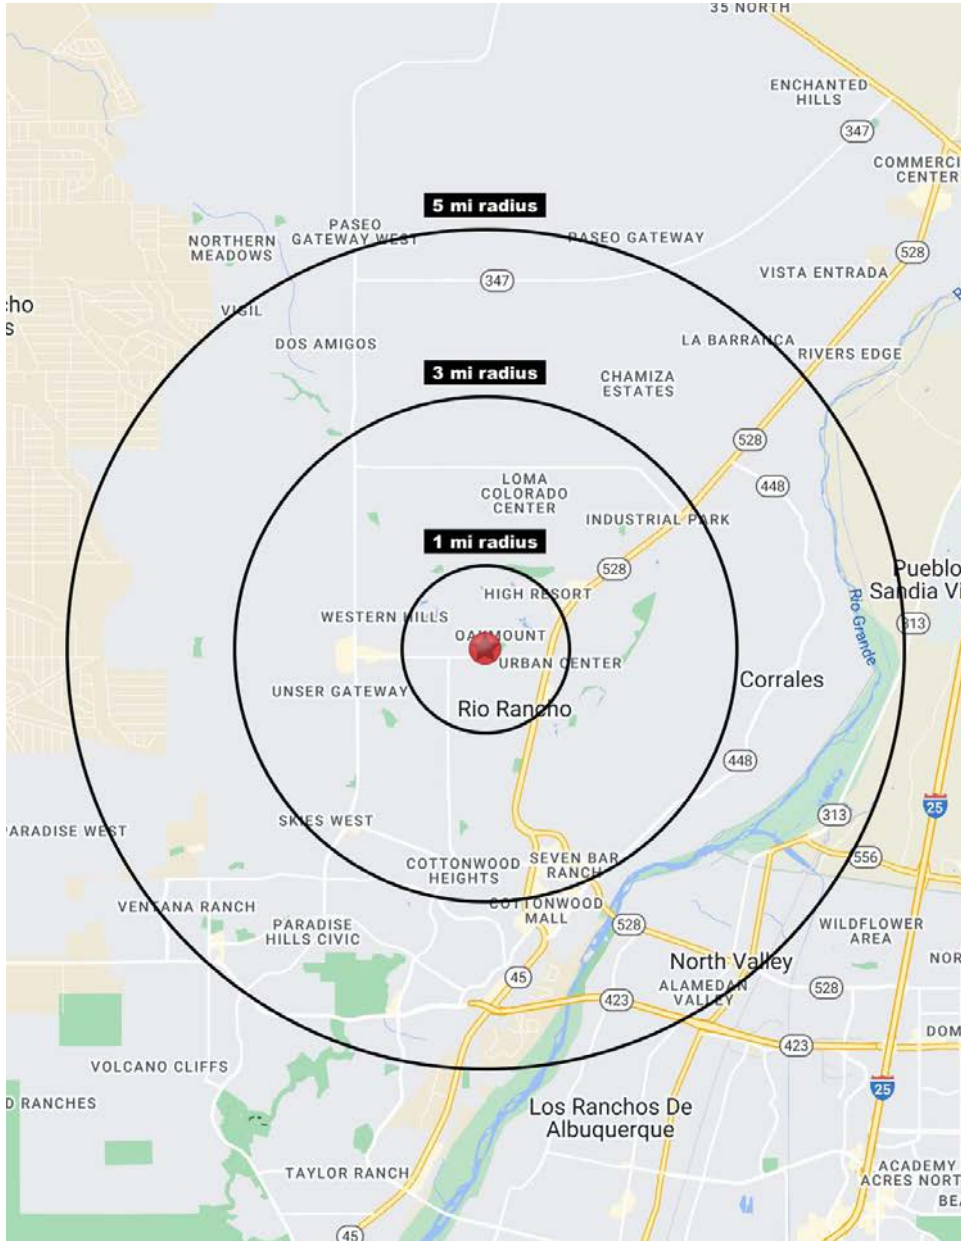 35 NORTH
ENCHANTED
HILLS
347
COMMERCI
CENTER
5 mi radius
PASEO
GATEWAY WEST
PASEO GATEWAY
NORTHERN
MEADOWS
528
347
VISTA ENTRADA
cho
s
VIGIL
DOS AMIGOS
LA BARRANCA
RIVERS EDGE
3 mi radius
CHAMIZA
ESTATES
528
448
LOMA
COLORADO
CENTER
INDUSTRIAL PARK
1 mi radius
528
Pueblo
Sandia Vi
HIGH RESORT
WESTERN HILLS
Rio Grande
313
OAKMOUNT
URBAN CENTER
UNSER GATEWAY
Corrales
Rio Rancho
448
25
313
SKIES WEST
PARADISE WEST
COTTONWOOD
HEIGHTS
SEVEN BAR
RANCH
556
VENTANA RANCH
COTTONWOOD
MALL
PARADISE
HILLS CIVIC
528
WILDFLOWER
AREA
North Valley
NOR
45
ALAMEDAN
VALLEY
528
423
DOM
423
VOLCANO CLIFFS
25
D RANCHES
Los Ranchos De
Albuquerque
TAYLOR RANCH
ACADEMY
ACRES NORT
BEA
45